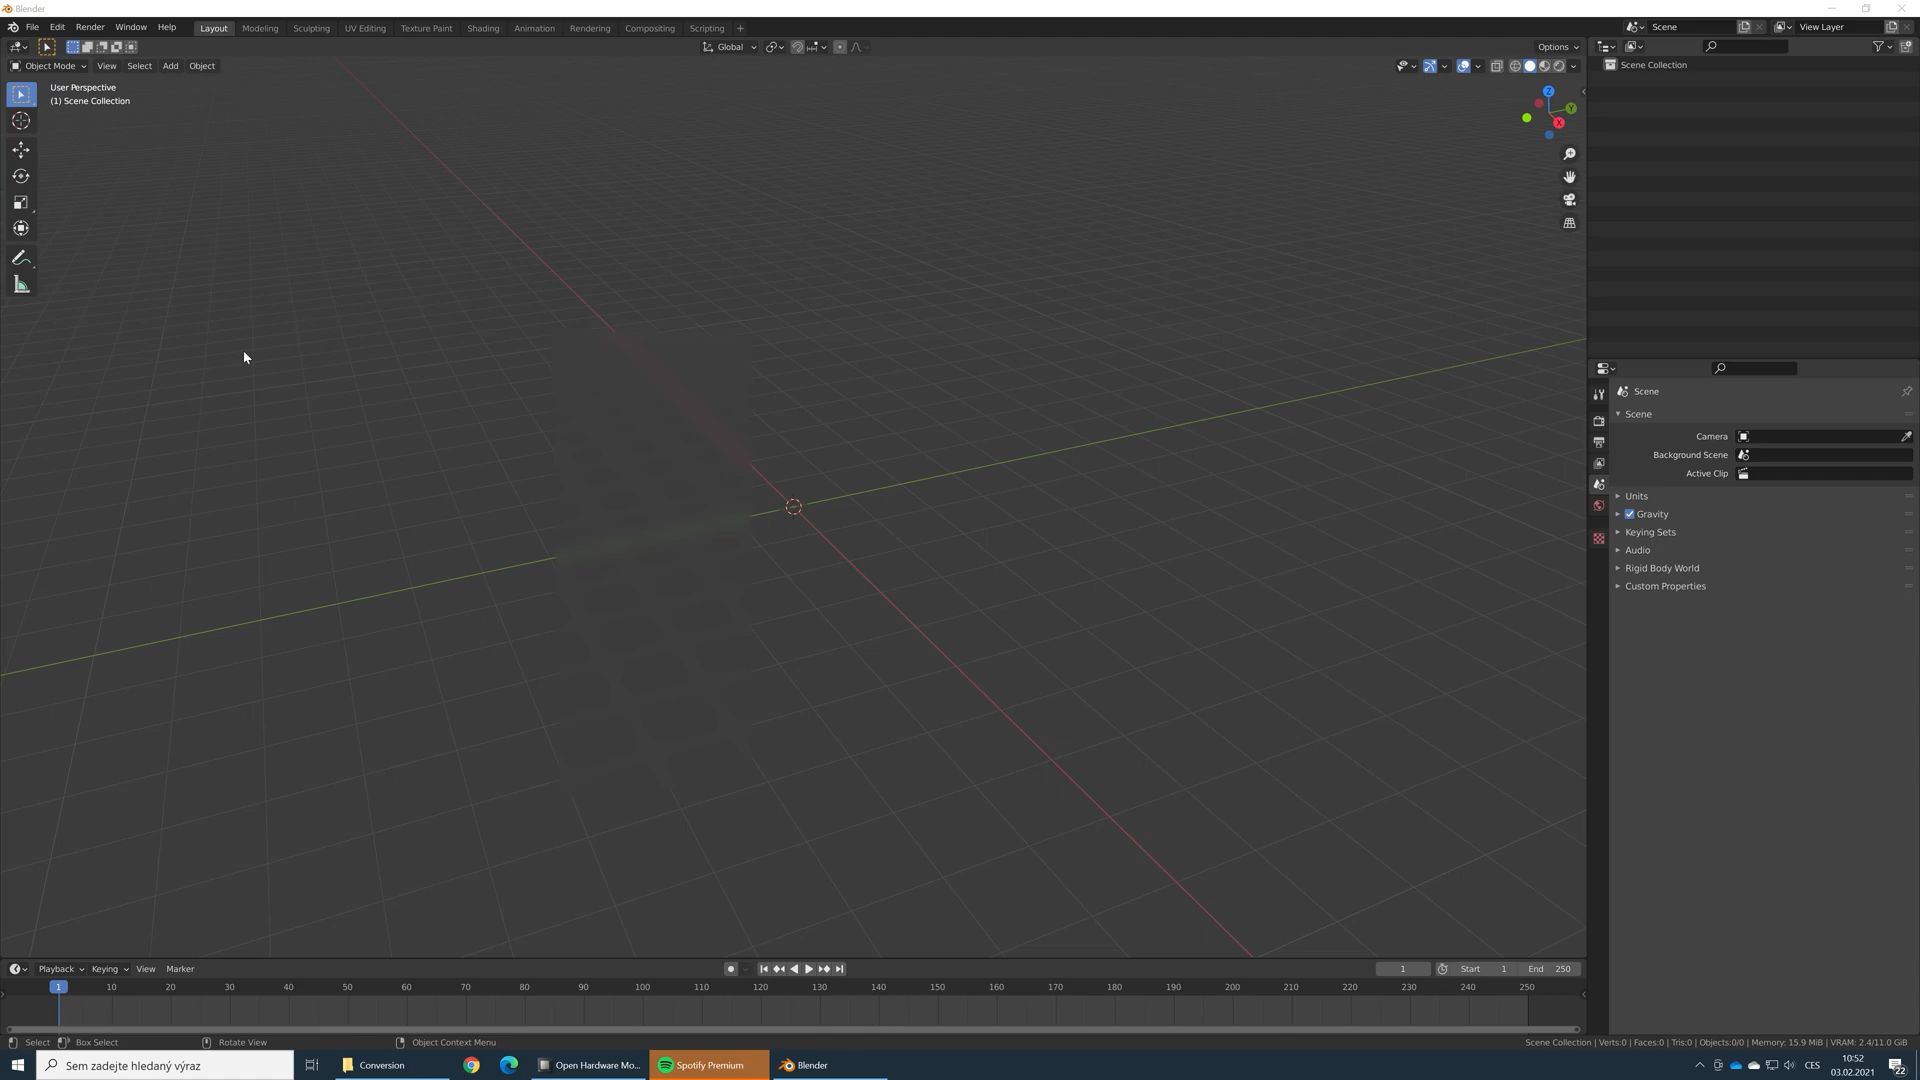 Blender
File Edit Render Window Help Layout Modeling Sculpting UV Editing Texture Paint Shading Animation Rendering Compositing Scripting + Scene View Layer
Global Options
Object Mode View Select Add Object
Scene Collection
User Perspective
(1) Scene Collection
Z
Y
X
Scene
Scene
Camera
Background Scene
Active Clip
Units
Gravity
Keying Sets
Audio
Rigid Body World
Custom Properties
Playback Keying View Marker 1 Start 1 End 250
1 10 20 30 40 50 60 70 80 90 100 110 120 130 140 150 160 170 180 190 200 210 220 230 240 250
Select Box Select Rotate View Object Context Menu Scene Collection | Verts:0 | Faces:0 | Tris:0 | Objects:0/0 | Memory: 15.9 MiB | VRAM: 2.4/11.0 GiB
Sem zadejte hledaný výraz Conversion Open Hardware Mo... Spotify Premium Blender CES 10:52
03.02.2021 22